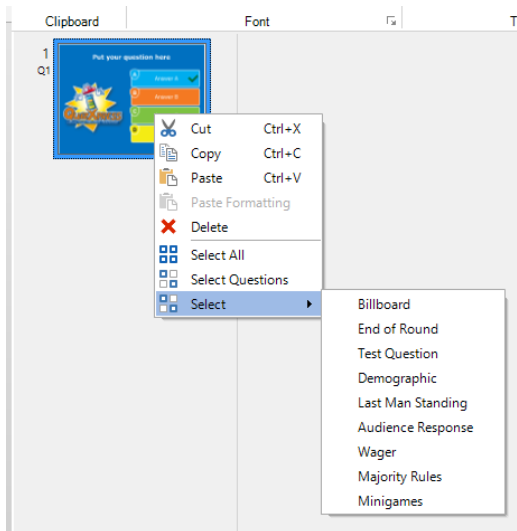 Clipboard
Font
T
1
Q1
Put your question here
A
Answer A
Answer B
Cut Ctrl+X
Copy Ctrl+C
Paste Ctrl+V
Paste Formatting
Delete
Select All
Select Questions
Select
Billboard
End of Round
Test Question
Demographic
Last Man Standing
Audience Response
Wager
Majority Rules
Minigames